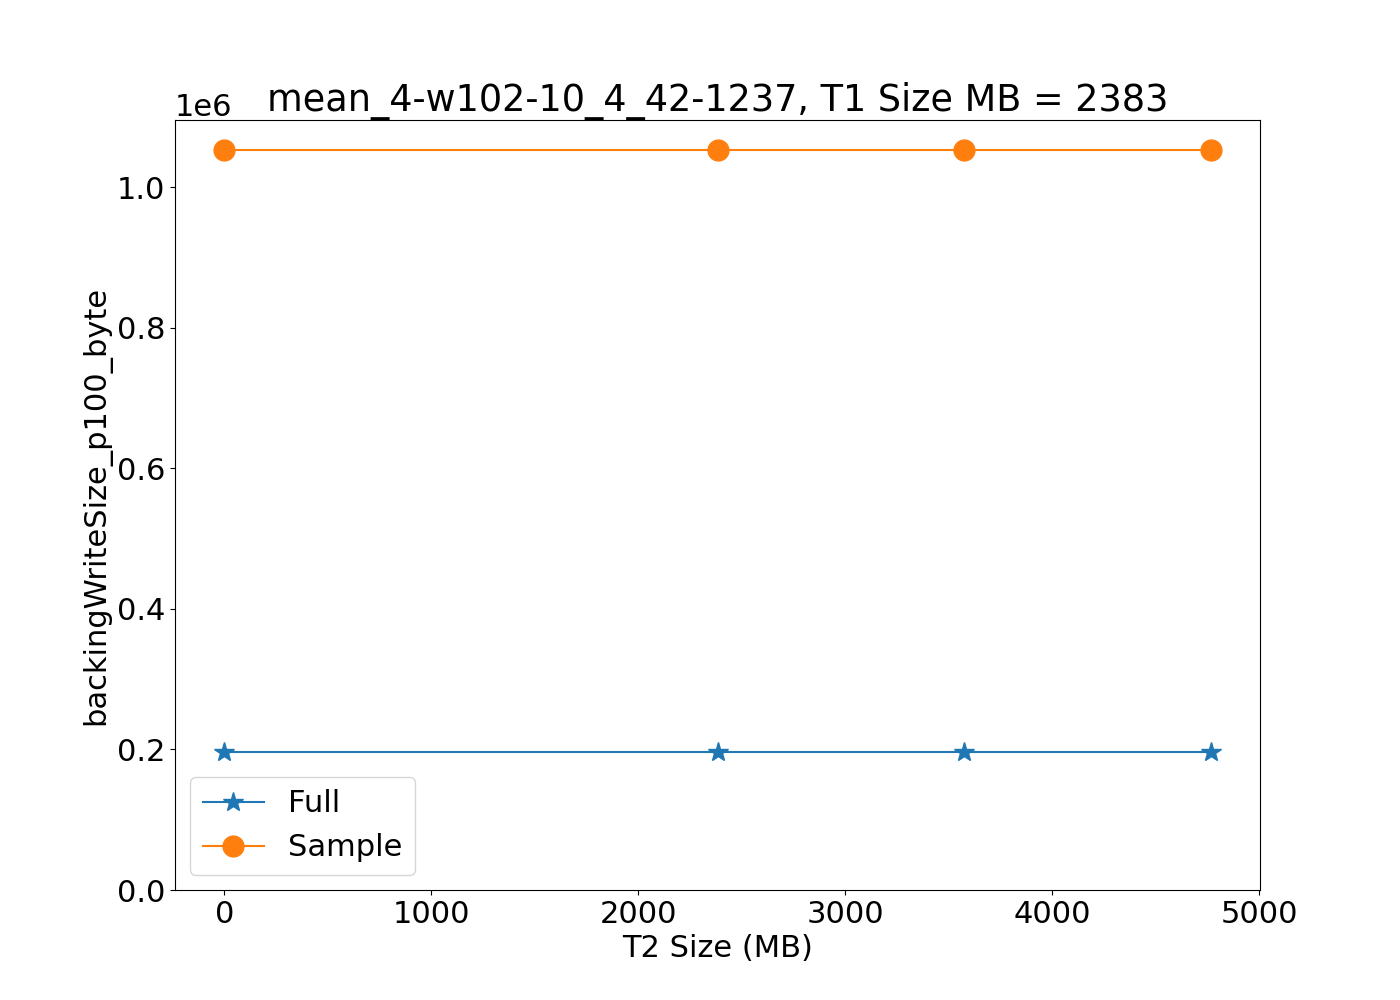 mean_4-w102-10_4_42-1237, T1 Size MB = 2383
1e6
1.0
0.8
0.6
0.4
0.2
0.0
backingWriteSize_p100_byte
Full
Sample
0 1000 2000 3000 4000 5000
T2 Size (MB)